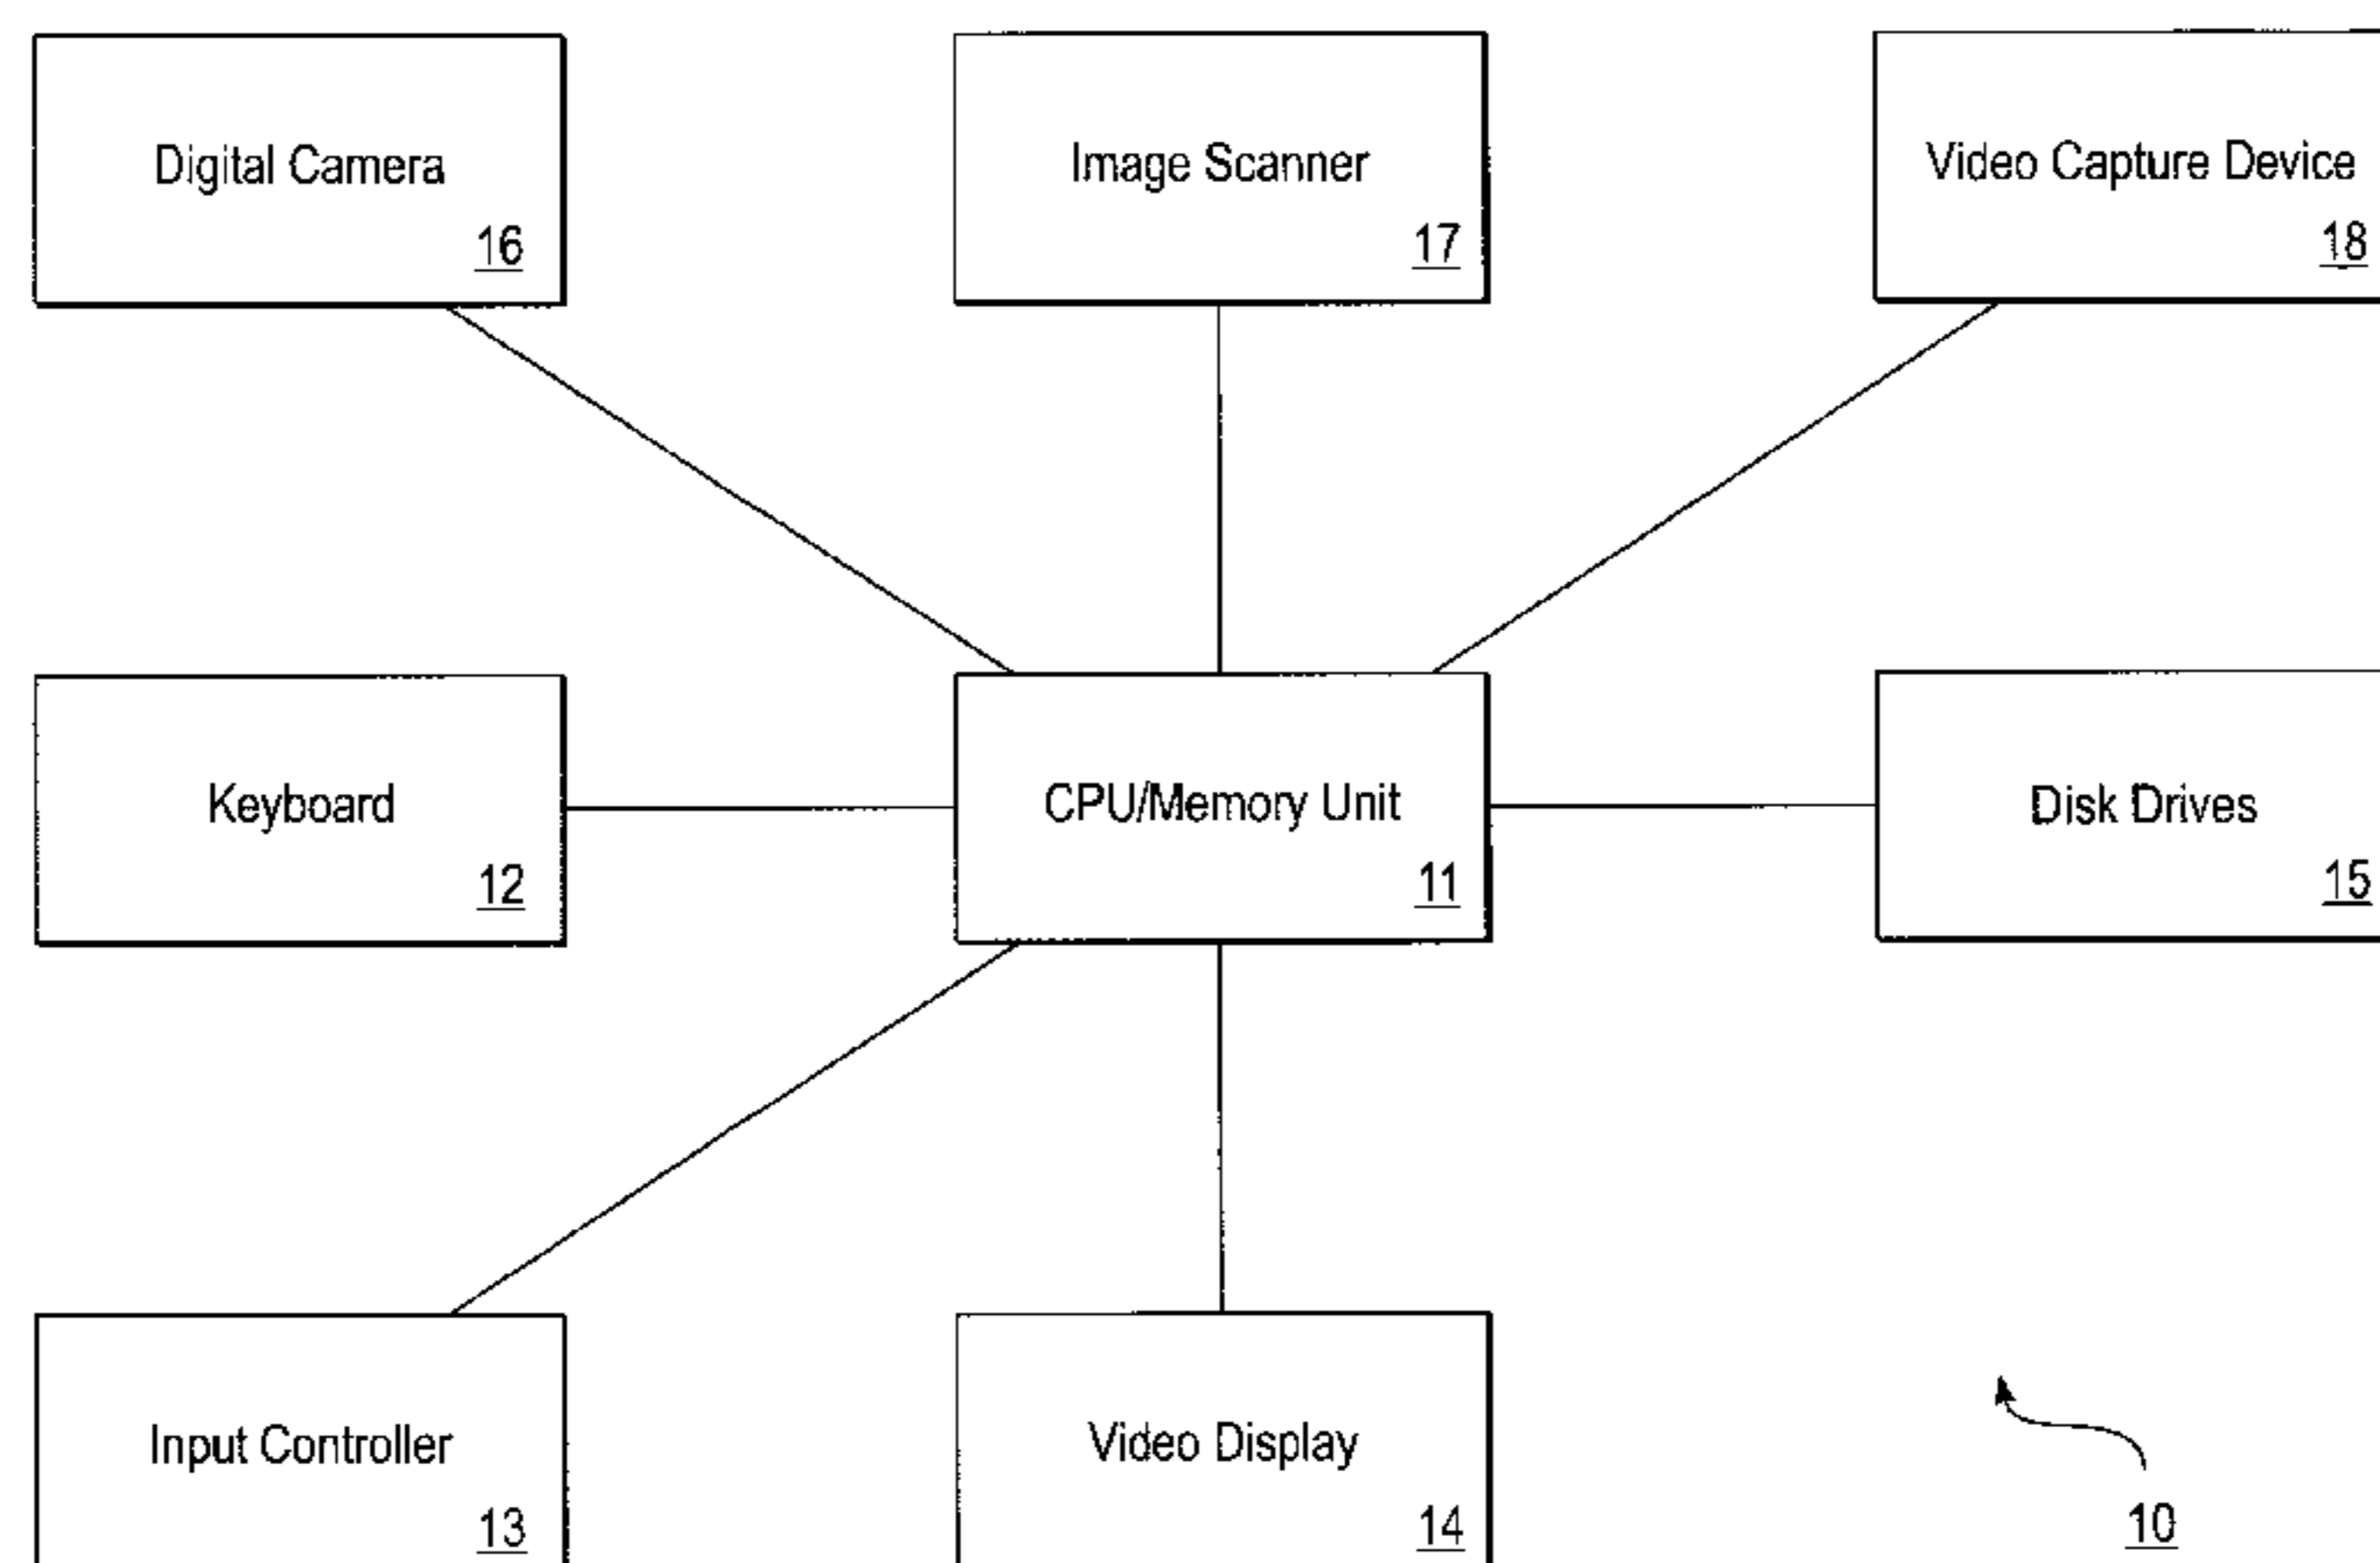 Digital Camera
16
Image Scanner
17
Video Capture Device
18
Keyboard
12
CPU/Memory Unit
11
Disk Drives
15
Input Controller
13
Video Display
14
10